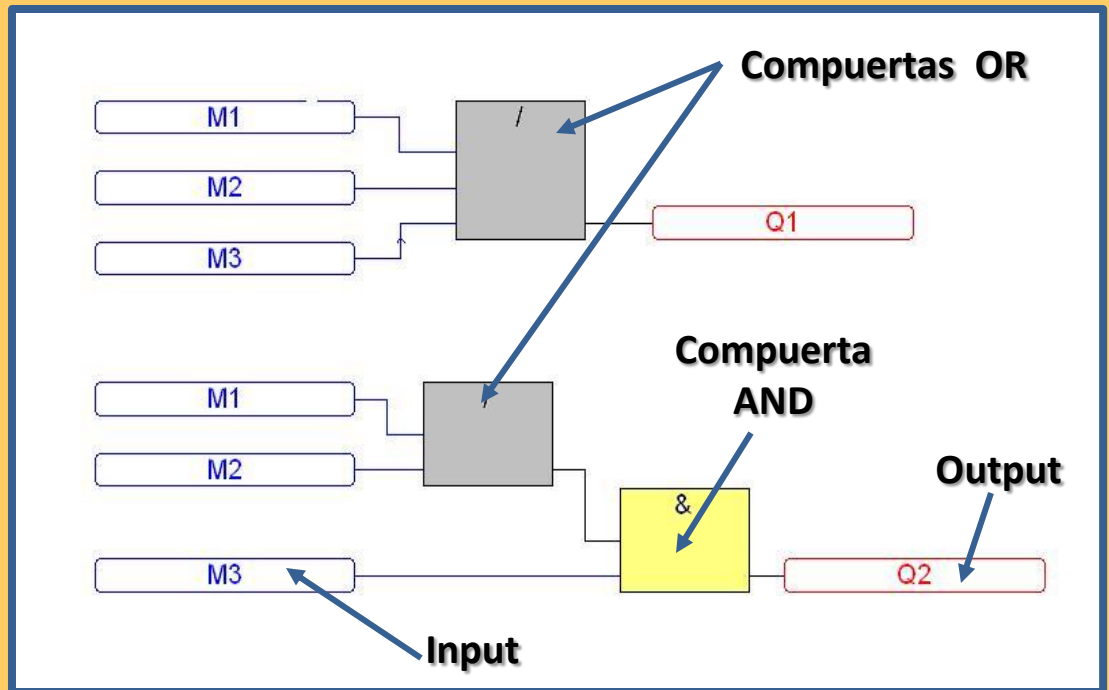 Compuertas OR
M1
/
M2
Q1
M3
Compuerta
AND
M1
/
M2
Output
&
M3
Q2
Input